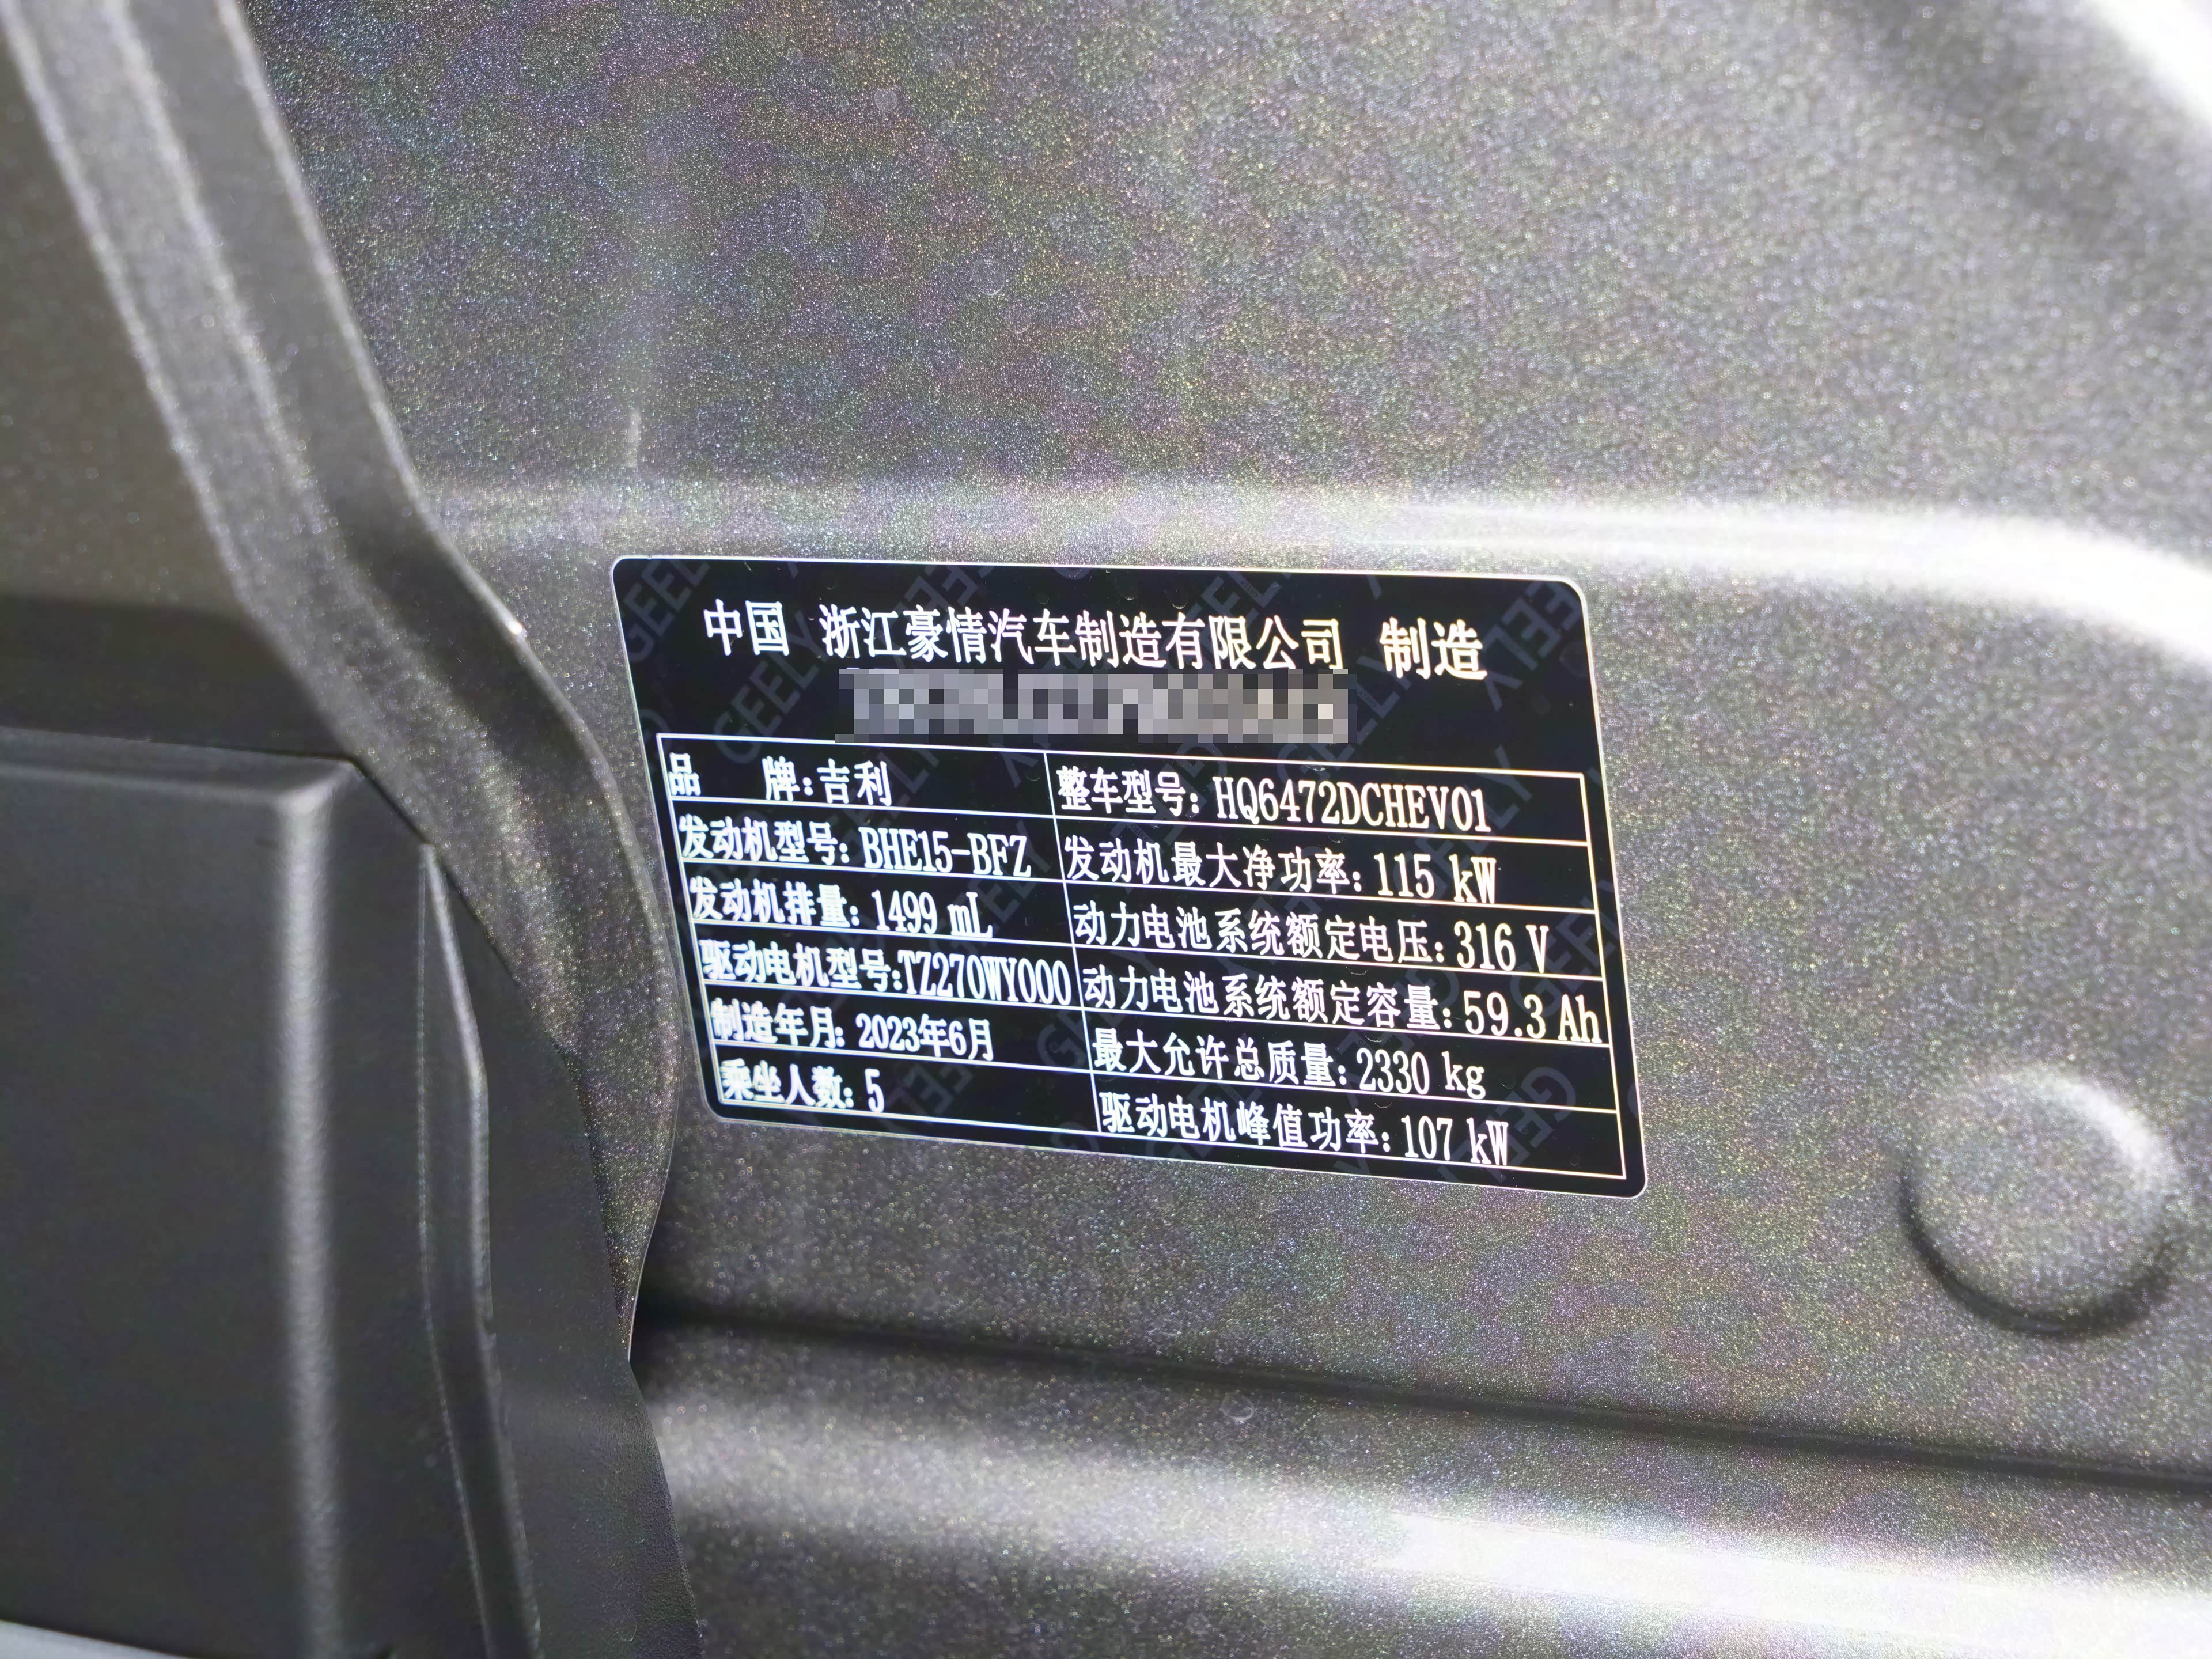 中国 浙江豪情汽车制造有限公司 制造
品 牌:吉利 整车型号: HQ6472DCHEV01
发动机型号: BHE15-BFZ 发动机最大净功率: 115 kW
发动机排量: 1499 mL 动力电池系统额定电压: 316 V
驱动电机型号:TZ270WY000 动力电池系统额定容量: 59.3 Ah
制造年月: 2023年6月 最大允许总质量: 2330 kg
乘坐人数: 5 驱动电机峰值功率: 107 kW